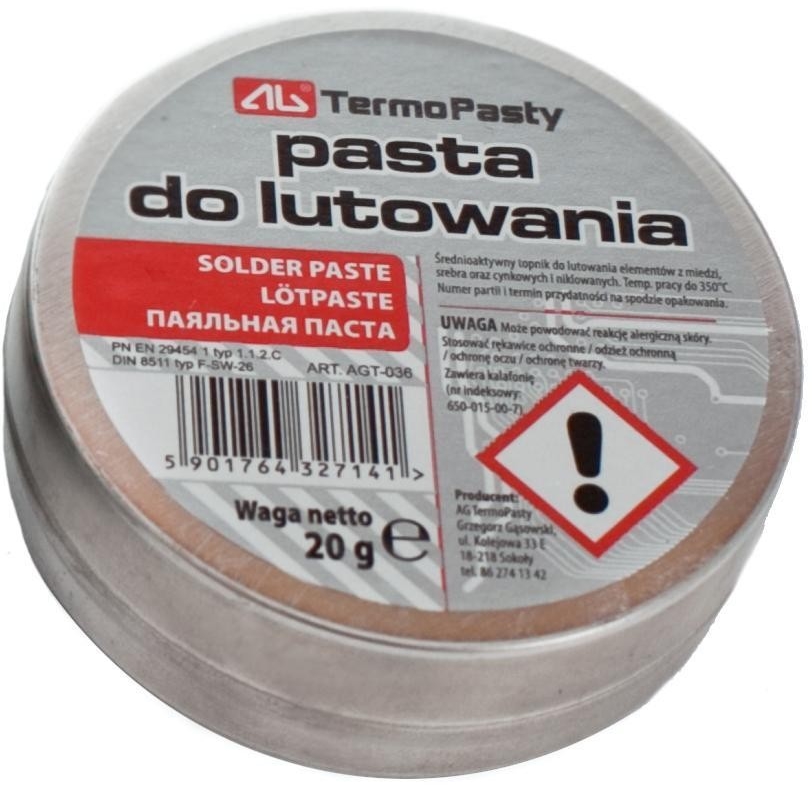 AG® TermoPasty
pasta
do lutowania
SOLDER PASTE
LÖTPASTE
ПАЯЛЬНАЯ ПАСТА
PN EN 29454 1 typ 1.1.2.C
DIN 8511 typ F-SW-26
ART. AGT-036
5 901764 327141 >
Waga netto
20 g ℮
Średnioaktywny topnik do lutowania elementów z miedzi,
srebra oraz cynkowych i niklowanych. Temp. pracy do 350°C.
Numer partii i termin przydatności na spodzie opakowania.
UWAGA Może powodować reakcję alergiczną skóry.
Stosować rękawice ochronne / odzież ochronną
/ ochronę oczu / ochronę twarzy.
Zawiera kalafonię
(nr indeksowy:
650-015-00-7)
Producent:
AG TermoPasty
Grzegorz Gąsowski,
ul. Kolejowa 33 E
18-218 Sokoły
tel. 86 274 13 42